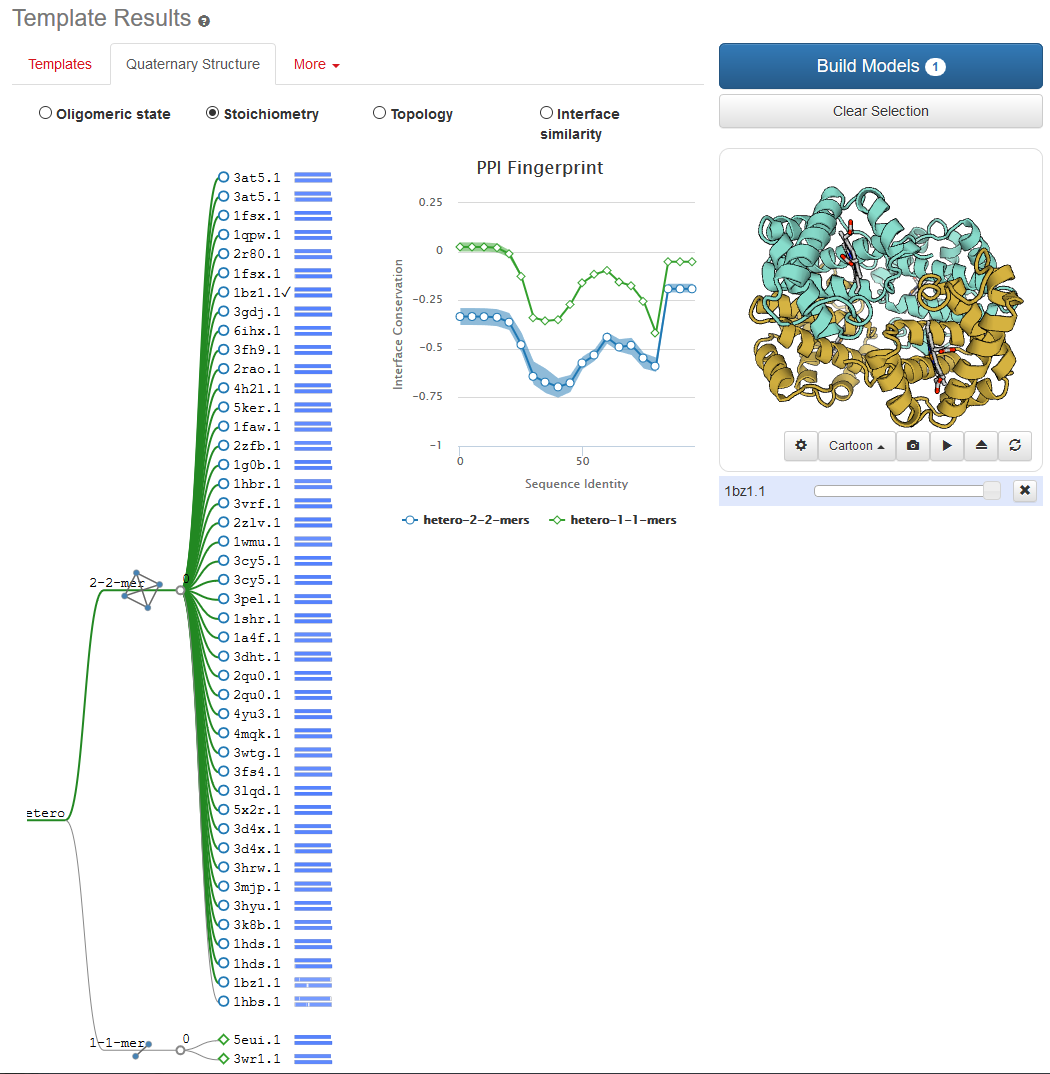 Template Results ?
Templates
Quaternary Structure
More
Build Models 1
Clear Selection
Oligomeric state
Stoichiometry
Topology
Interface
similarity
3at5.1
3at5.1
1fsx.1
1qpw.1
2r80.1
1fsx.1
1bz1.1✓
3gdj.1
6ihx.1
3fh9.1
2rao.1
4h2l.1
5ker.1
1faw.1
2zfb.1
1g0b.1
1hbr.1
3vrf.1
2zlv.1
1wmu.1
3cy5.1
3cy5.1
3pel.1
1shr.1
1a4f.1
3dht.1
2qu0.1
2qu0.1
4yu3.1
4mqk.1
3wtg.1
3fs4.1
3lqd.1
5x2r.1
3d4x.1
3d4x.1
3hrw.1
3mjp.1
3hyu.1
3k8b.1
1hds.1
1hds.1
1bz1.1
1hbs.1
5eui.1
3wr1.1
2-2-mer
0
etero
1-1-mer
0
PPI Fingerprint
Interface Conservation
0.25
0
−0.25
−0.5
−0.75
−1
0
50
Sequence Identity
hetero-2-2-mers
hetero-1-1-mers
Cartoon
1bz1.1